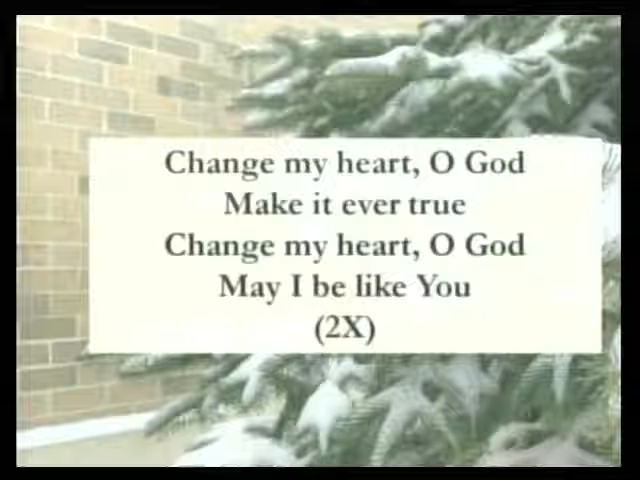 Change my heart, O God
Make it ever true
Change my heart, O God
May I be like You
(2X)